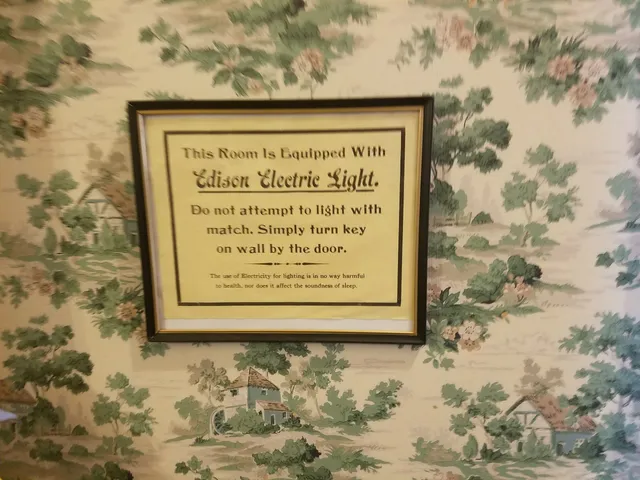 This Room Is Equipped With
Edison Electric Light.
Do not attempt to light with
match. Simply turn key
on wall by the door.
The use of Electricity for lighting is in no way harmful
to health, nor does it affect the soundness of sleep.